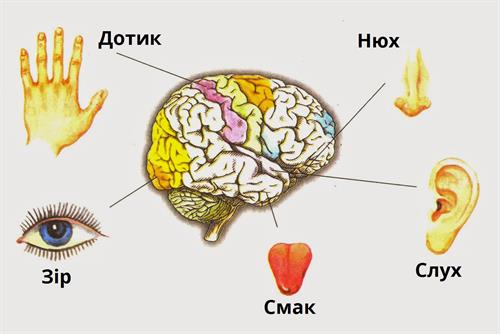 Дотик
Нюх
Зір
Смак
Слух